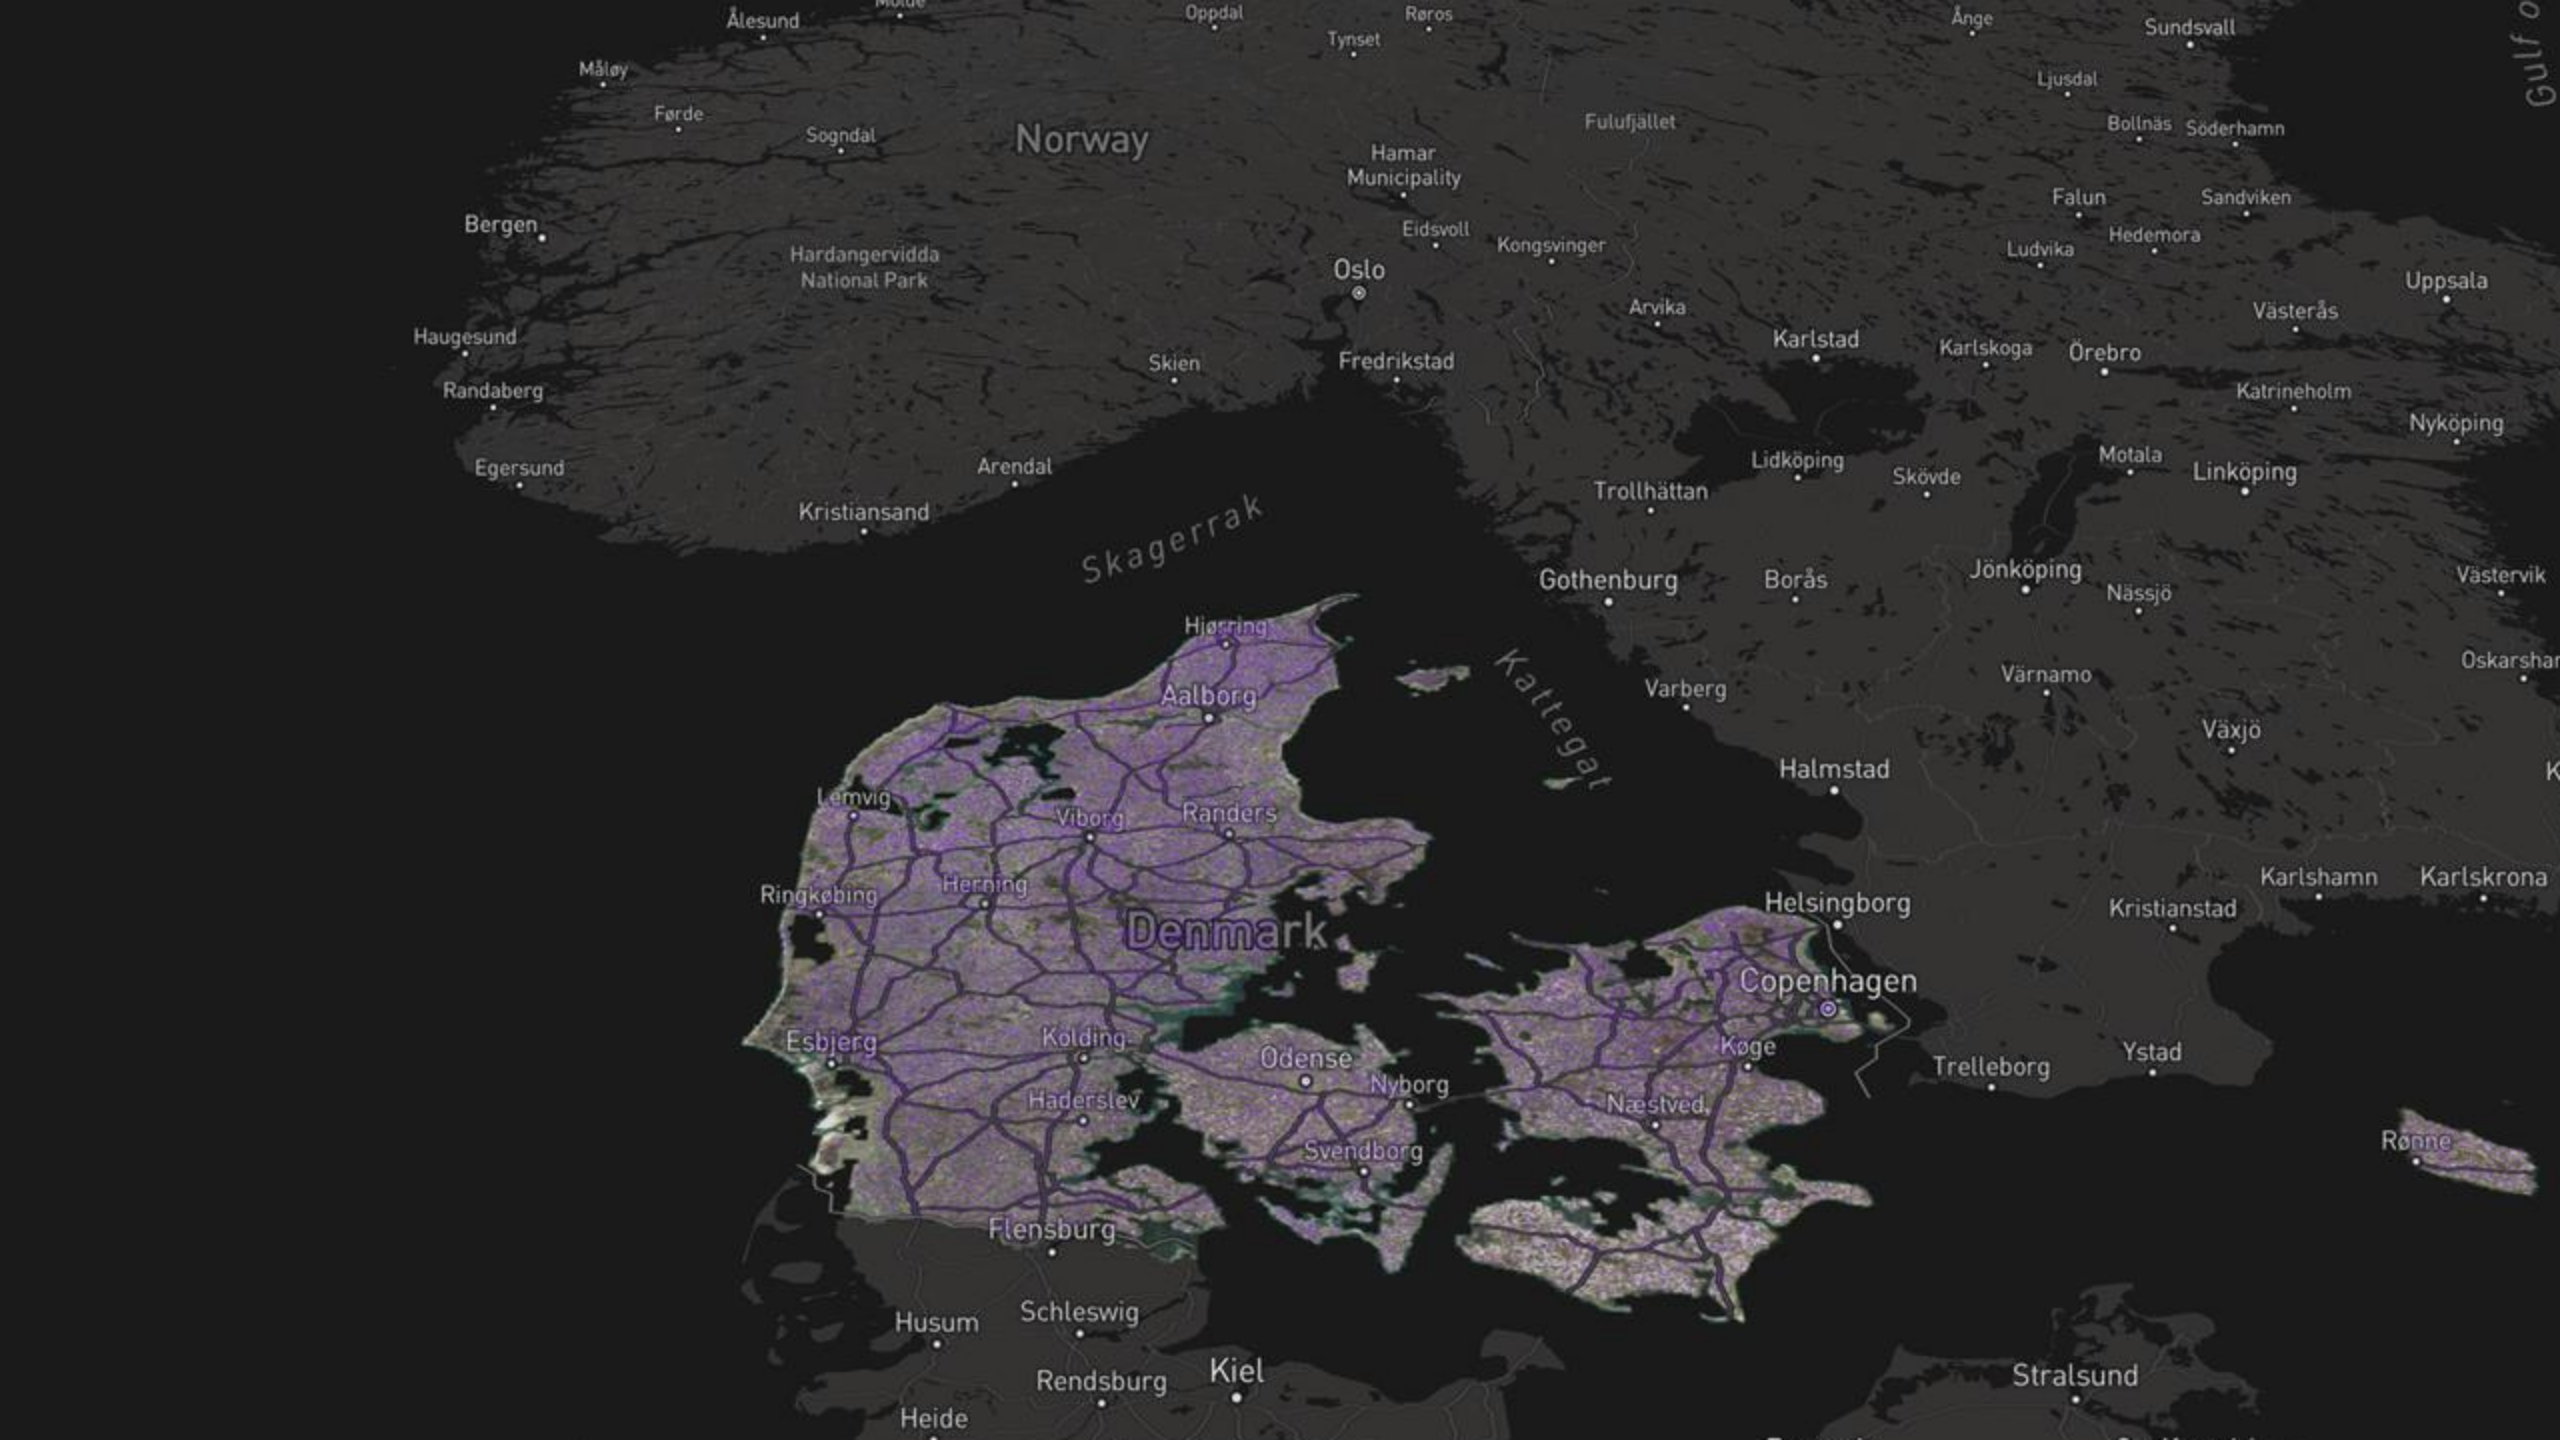 Molde
Ålesund
Oppdal
Røros
Ånge
Sundsvall
Gulf o
Tynset
Måløy
Ljusdal
Førde
Sogndal
Norway
Fulufjället
Bollnäs
Söderhamn
Hamar
Municipality
Falun
Sandviken
Bergen
Eidsvoll
Kongsvinger
Ludvika
Hedemora
Hardangervidda
National Park
Oslo
Uppsala
Arvika
Västerås
Haugesund
Karlstad
Karlskoga
Örebro
Skien
Fredrikstad
Randaberg
Katrineholm
Nyköping
Egersund
Arendal
Lidköping
Skövde
Motala
Linköping
Trollhättan
Kristiansand
Skagerrak
Gothenburg
Borås
Jönköping
Nässjö
Västervik
Hjørring
Kattegat
Oskarshar
Aalborg
Varberg
Värnamo
Växjö
Halmstad
K
Lemvig
Viborg
Randers
Ringkøbing
Herning
Helsingborg
Karlshamn
Karlskrona
Kristianstad
Denmark
Copenhagen
Esbjerg
Kolding
Odense
Køge
Nyborg
Trelleborg
Ystad
Haderslev
Næstved
Svendborg
Rønne
Flensburg
Husum
Schleswig
Rendsburg
Kiel
Stralsund
Heide